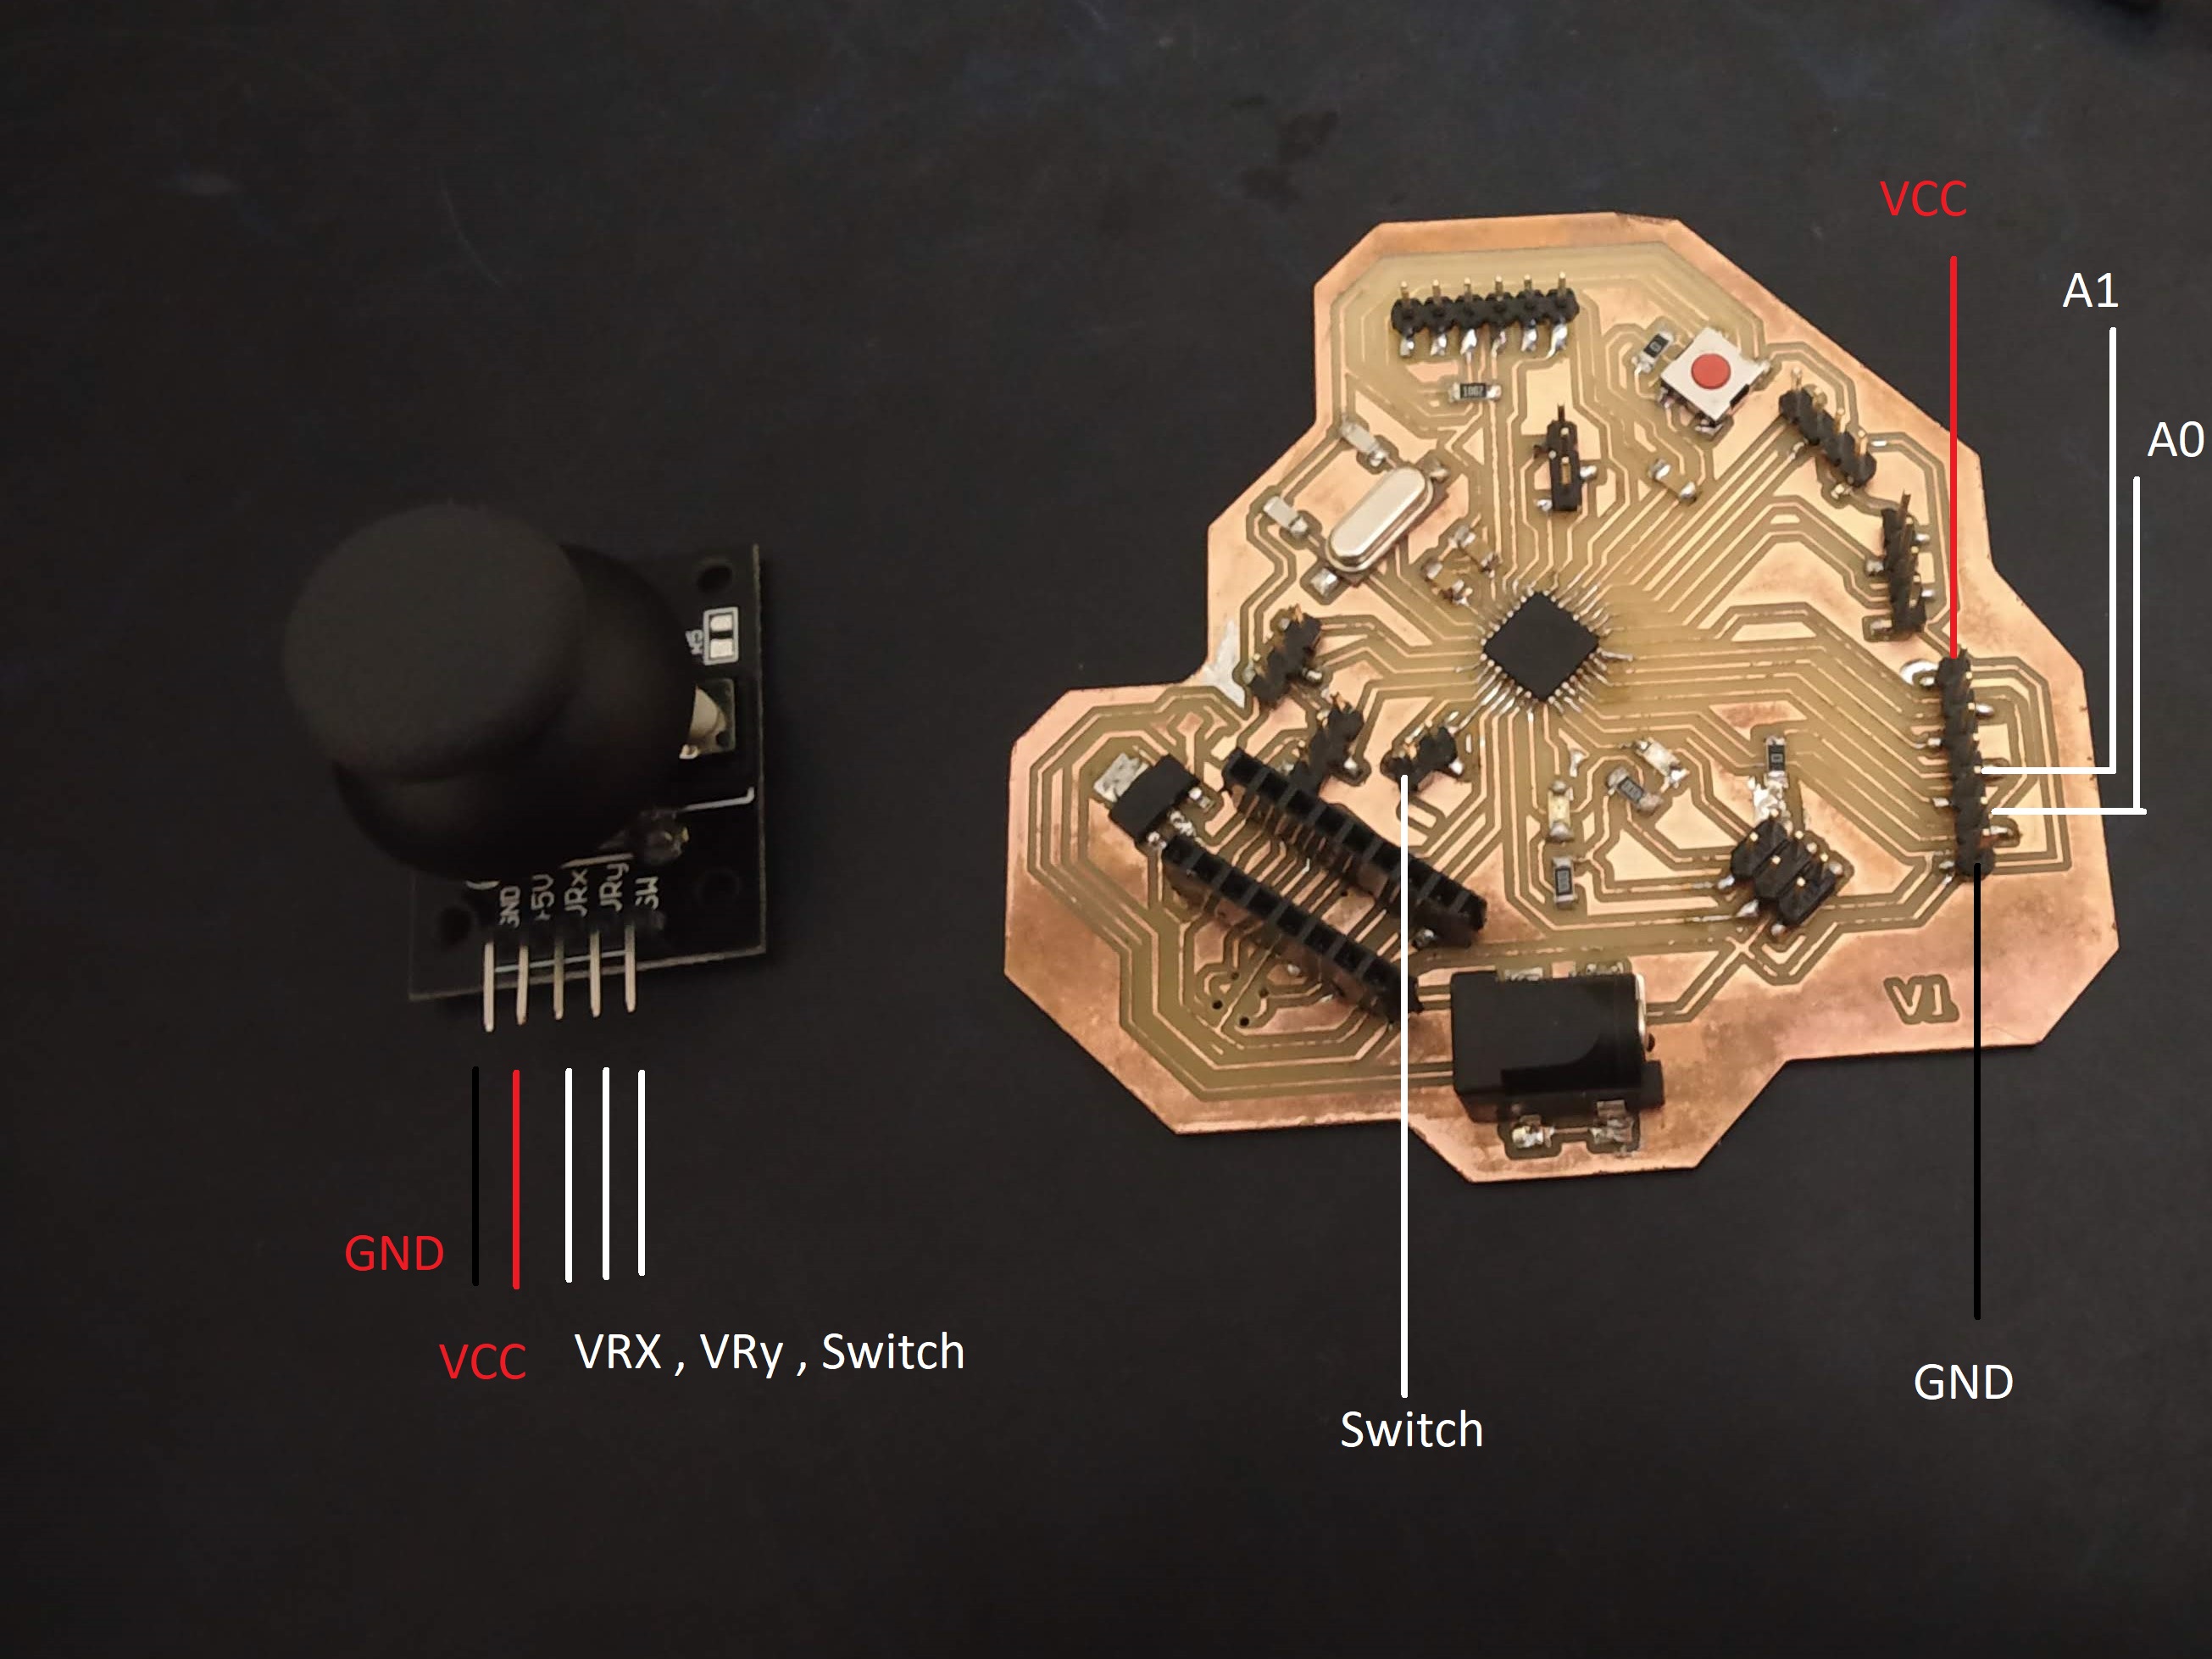 VCC
A1
A0
GND
+5V
VRx
VRy
SW
V1
GND
VCC
VRX , VRy , Switch
Switch
GND